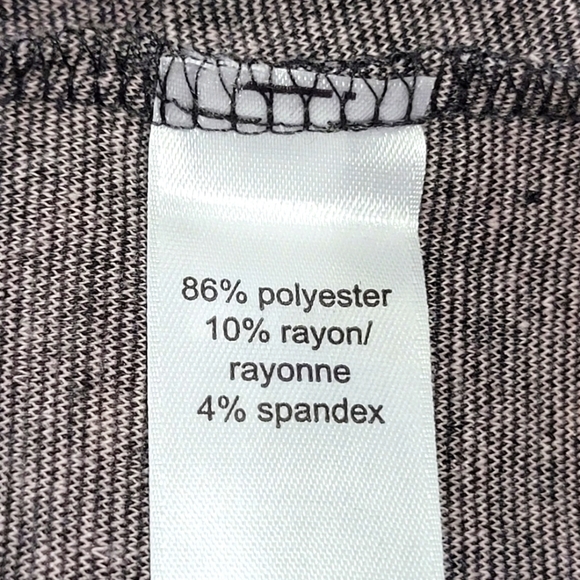 86% polyester
10% rayon/
rayonne
4% spandex